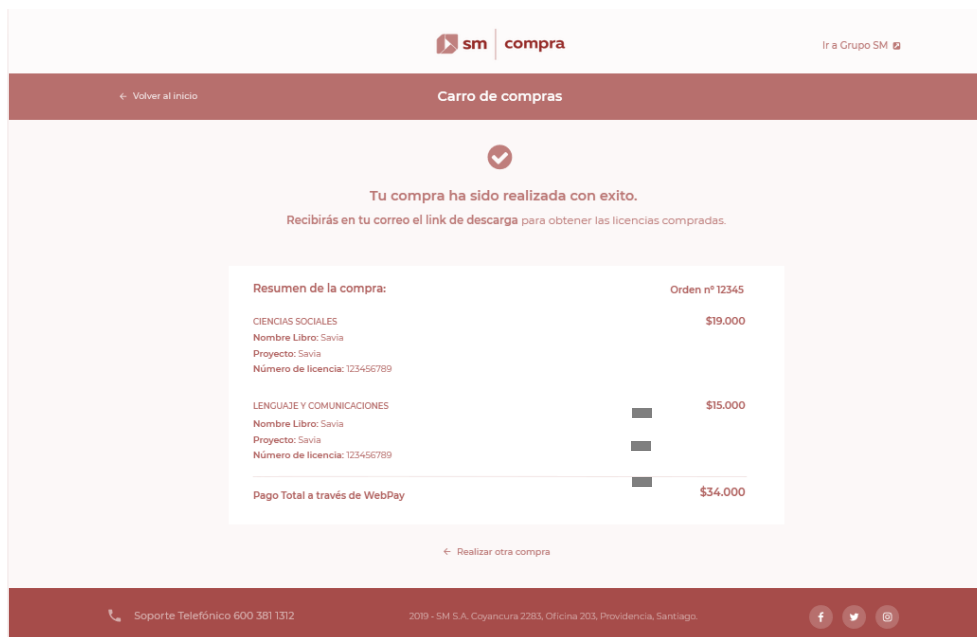 sm compra
Ir a Grupo SM
← Volver al inicio
Carro de compras
Tu compra ha sido realizada con exito.
Recibirás en tu correo el link de descarga para obtener las licencias compradas.
Resumen de la compra:
Orden nº 12345
CIENCIAS SOCIALES
$19.000
Nombre Libro: Savia
Proyecto: Savia
Número de licencia: 123456789
LENGUAJE Y COMUNICACIONES
$15.000
Nombre Libro: Savia
Proyecto: Savia
Número de licencia: 123456789
Pago Total a través de WebPay
$34.000
← Realizar otra compra
Soporte Telefónico 600 381 1312
2019 - SM S.A. Coyancura 2283, Oficina 203, Providencia, Santiago.